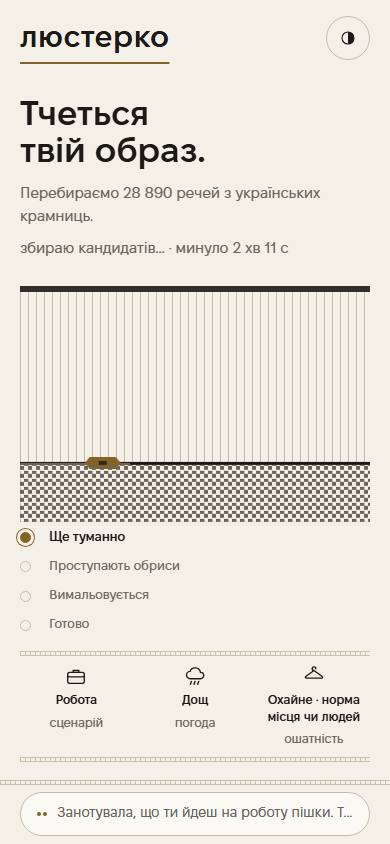 люстерко
Тчеться
твій образ.
Перебираємо 28 890 речей з українських
крамниць.
збираю кандидатів... · минуло 2 хв 11 с
Ще туманно
Проступають обриси
Вимальовується
Готово
Робота
сценарій
Дощ
погода
Охайне · норма
місця чи людей
ошатність
Занотувала, що ти йдеш на роботу пішки. Т...